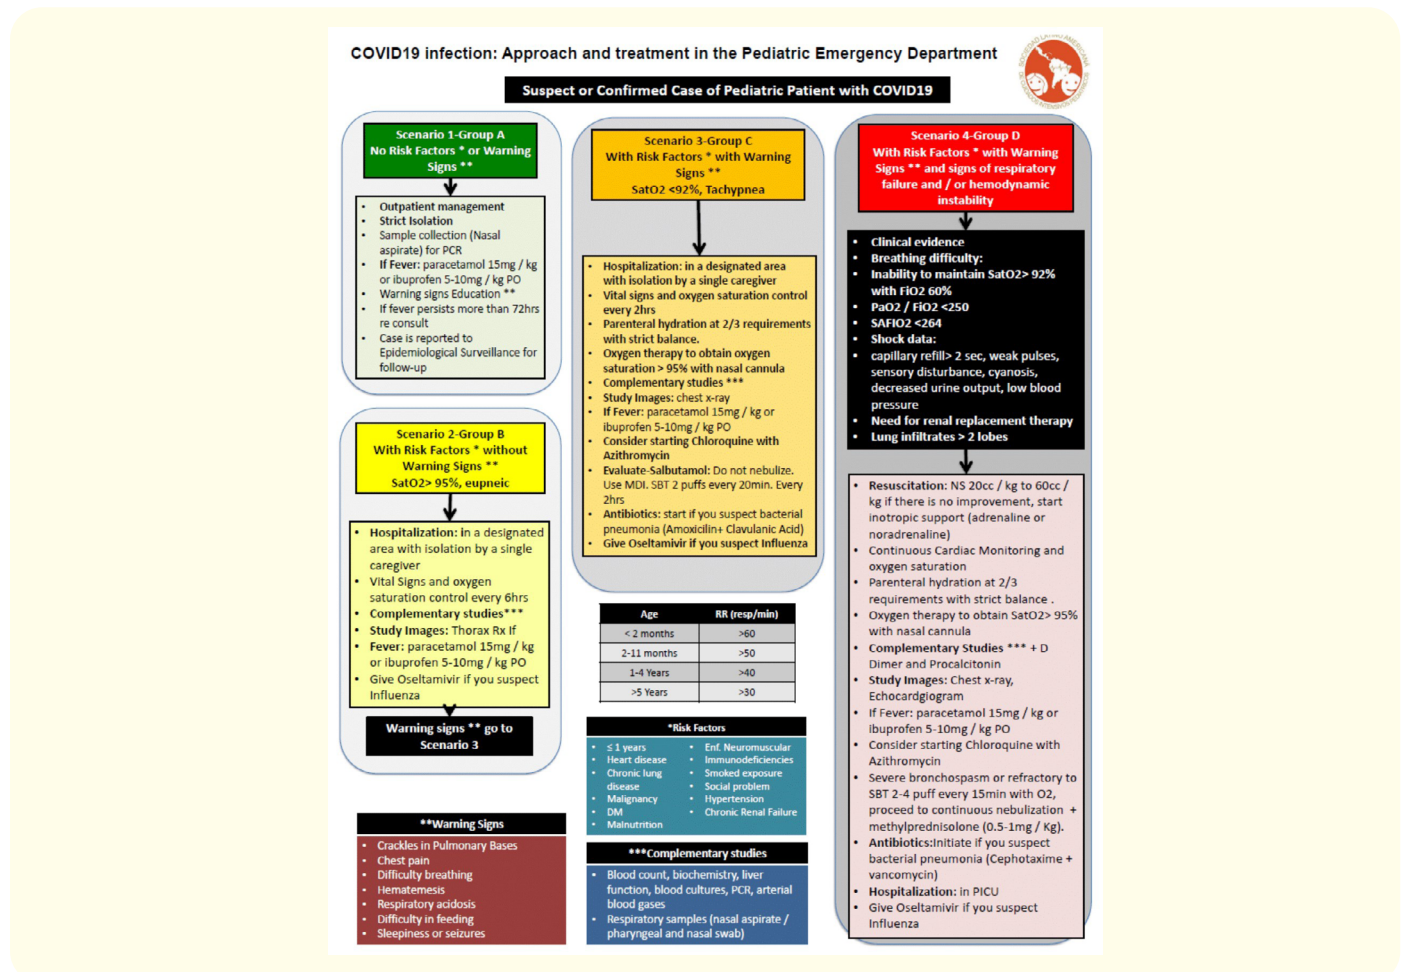 COVID19 infection: Approach and treatment in the Pediatric Emergency Department
Suspect or Confirmed Case of Pediatric Patient with COVID19
Scenario 1-Group A
No Risk Factors * or Warning
Signs **
• Outpatient management
• Strict Isolation
• Sample collection (Nasal
aspirate) for PCR
• If Fever: paracetamol 15mg / kg
or ibuprofen 5-10mg / kg PO
• Warning signs Education **
• If fever persists more than 72hrs
re consult
• Case is reported to
Epidemiological Surveillance for
follow-up
Scenario 2-Group B
With Risk Factors * without
Warning Signs **
SatO2> 95%, eupneic
• Hospitalization: in a designated
area with isolation by a single
caregiver
• Vital Signs and oxygen
saturation control every 6hrs
• Complementary studies***
• Study Images: Thorax Rx If
• Fever: paracetamol 15mg / kg
or ibuprofen 5-10mg / kg PO
• Give Oseltamivir if you suspect
Influenza
Warning signs ** go to
Scenario 3
**Warning Signs
• Crackles in Pulmonary Bases
• Chest pain
• Difficulty breathing
• Hematemesis
• Respiratory acidosis
• Difficulty in feeding
• Sleepiness or seizures
Scenario 3-Group C
With Risk Factors * with Warning
Signs **
SatO2 <92%, Tachypnea
• Hospitalization: in a designated area
with isolation by a single caregiver
• Vital signs and oxygen saturation control
every 2hrs
• Parenteral hydration at 2/3 requirements
with strict balance.
• Oxygen therapy to obtain oxygen
saturation > 95% with nasal cannula
• Complementary studies ***
• Study Images: chest x-ray
• If Fever: paracetamol 15mg / kg or
ibuprofen 5-10mg / kg PO
• Consider starting Chloroquine with
Azithromycin
• Evaluate-Salbutamol: Do not nebulize.
Use MDI. SBT 2 puffs every 20min. Every
2hrs
• Antibiotics: start if you suspect bacterial
pneumonia (Amoxicilin+ Clavulanic Acid)
• Give Oseltamivir if you suspect Influenza
Age RR (resp/min)
< 2 months >60
2-11 months >50
1-4 Years >40
>5 Years >30
*Risk Factors
• ≤ 1 years
• Heart disease
• Chronic lung
disease
• Malignancy
• DM
• Malnutrition
• Enf. Neuromuscular
• Immunodeficiencies
• Smoked exposure
• Social problem
• Hypertension
• Chronic Renal Failure
***Complementary studies
• Blood count, biochemistry, liver
function, blood cultures, PCR, arterial
blood gases
• Respiratory samples (nasal aspirate /
pharyngeal and nasal swab)
Scenario 4-Group D
With Risk Factors * with Warning
Signs ** and signs of respiratory
failure and / or hemodynamic
instability
• Clinical evidence
• Breathing difficulty:
• Inability to maintain SatO2> 92%
with FiO2 60%
• PaO2 / FiO2 <250
• SAFIO2 <264
• Shock data:
• capillary refill> 2 sec, weak pulses,
sensory disturbance, cyanosis,
decreased urine output, low blood
pressure
• Need for renal replacement therapy
• Lung infiltrates > 2 lobes
• Resuscitation: NS 20cc / kg to 60cc /
kg if there is no improvement, start
inotropic support (adrenaline or
noradrenaline)
• Continuous Cardiac Monitoring and
oxygen saturation
• Parenteral hydration at 2/3
requirements with strict balance .
• Oxygen therapy to obtain SatO2> 95%
with nasal cannula
• Complementary Studies *** + D
Dimer and Procalcitonin
• Study Images: Chest x-ray,
Echocardgiogram
• If Fever: paracetamol 15mg / kg or
ibuprofen 5-10mg / kg PO
• Consider starting Chloroquine with
Azithromycin
• Severe bronchospasm or refractory to
SBT 2-4 puff every 15min with O2,
proceed to continuous nebulization +
methylprednisolone (0.5-1mg / Kg).
• Antibiotics:Initiate if you suspect
bacterial pneumonia (Cephotaxime +
vancomycin)
• Hospitalization: in PICU
• Give Oseltamivir if you suspect
Influenza